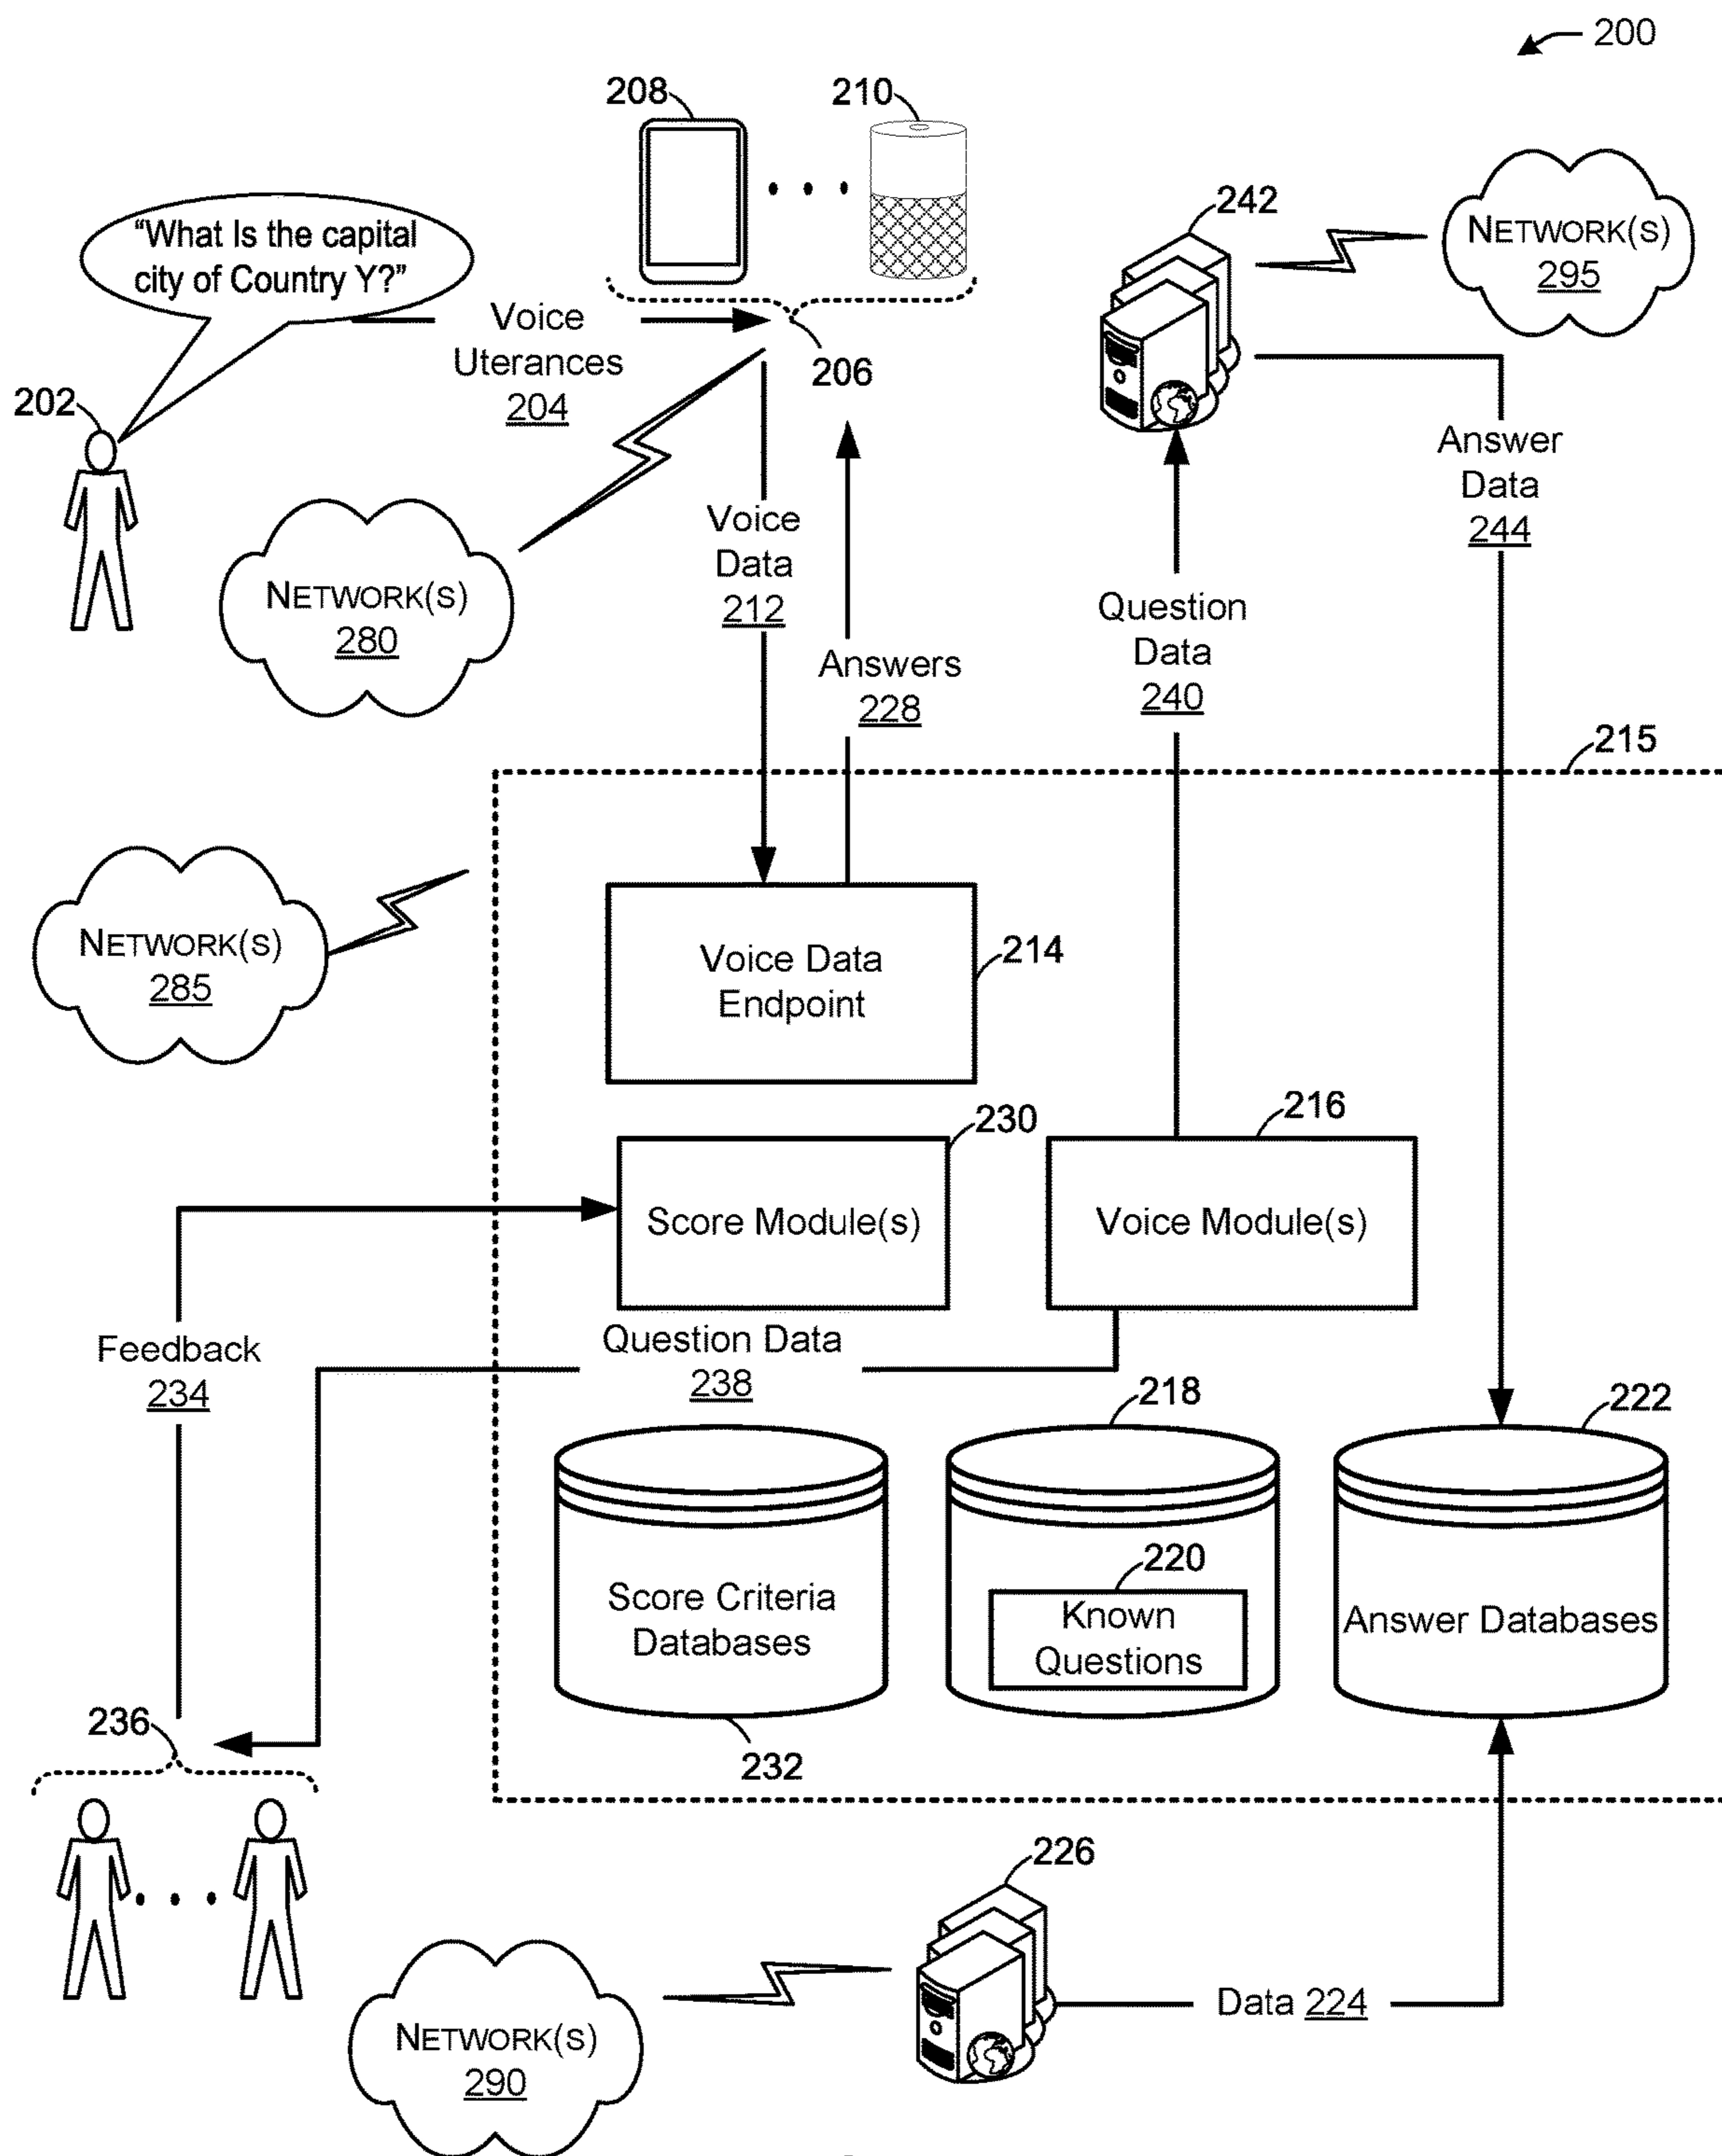 200
208
210
242
"What Is the capital
city of Country Y?"
NETWORK(S)
295
Voice
Uterances
204
206
202
Answer
Data
244
Voice
Data
212
NETWORK(S)
280
Question
Data
240
Answers
228
215
NETWORK(S)
285
Voice Data
Endpoint
214
230
216
Score Module(s)
Voice Module(s)
Feedback
234
Question Data
238
218
222
220
Score Criteria
Databases
Known
Questions
Answer Databases
236
232
226
Data 224
NETWORK(S)
290